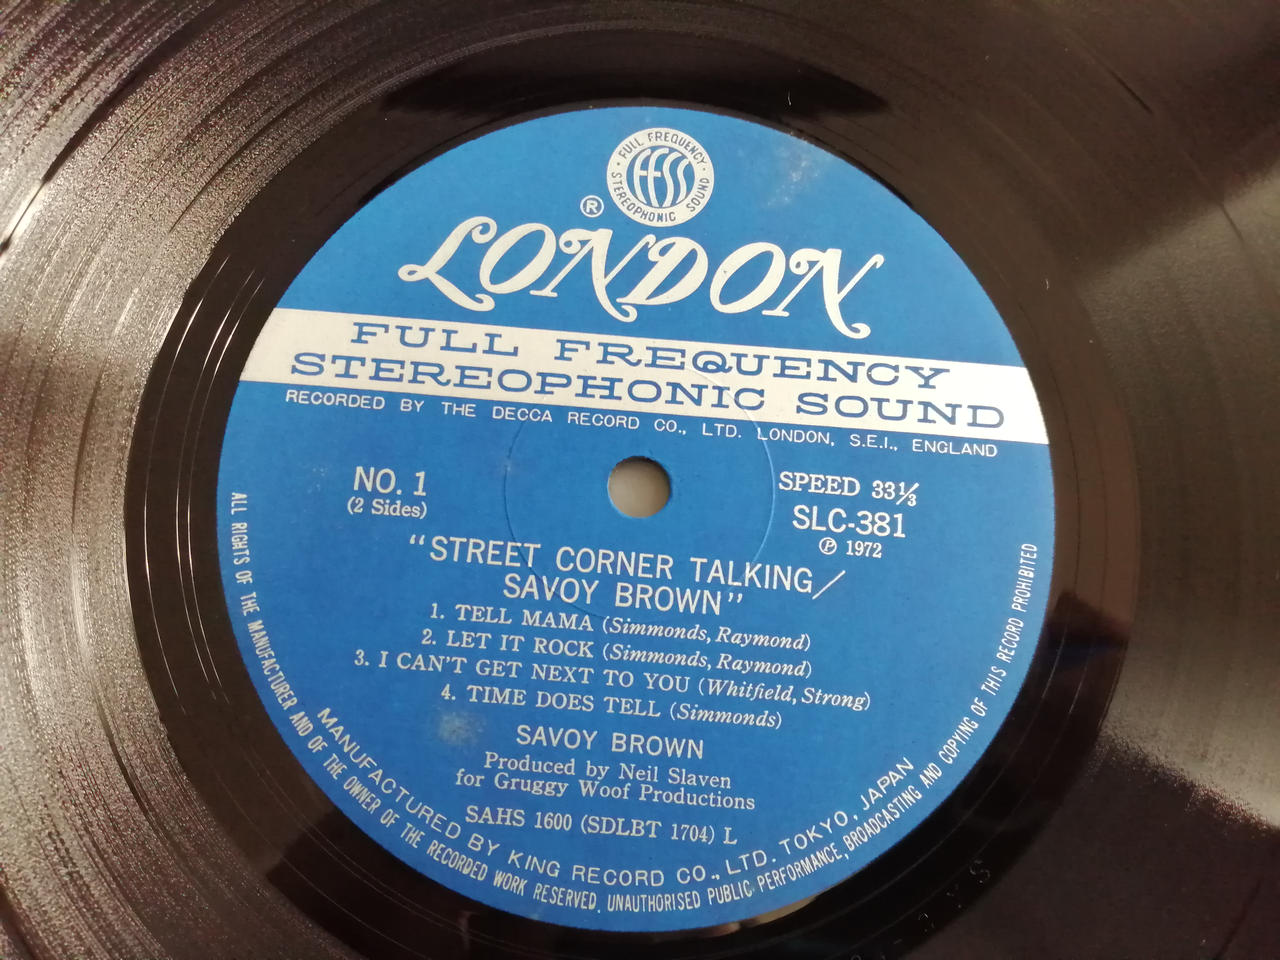 · FULL FREQUENCY ·
FFSS
STEREOPHONIC SOUND
®
LONDON
FULL FREQUENCY
STEREOPHONIC SOUND
RECORDED BY THE DECCA RECORD CO., LTD. LONDON, S.E.I., ENGLAND
NO. 1
(2 Sides)
SPEED 33⅓
SLC-381
Ⓟ 1972
“STREET CORNER TALKING/
SAVOY BROWN”
1. TELL MAMA (Simmonds, Raymond)
2. LET IT ROCK (Simmonds, Raymond)
3. I CAN'T GET NEXT TO YOU (Whitfield, Strong)
4. TIME DOES TELL (Simmonds)
SAVOY BROWN
Produced by Neil Slaven
for Gruggy Woof Productions
SAHS 1600 (SDLBT 1704) L
MANUFACTURED BY KING RECORD CO., LTD. TOKYO, JAPAN
ALL RIGHTS OF THE MANUFACTURER AND OF THE OWNER OF THE RECORDED WORK RESERVED. UNAUTHORISED PUBLIC PERFORMANCE, BROADCASTING AND COPYING OF THIS RECORD PROHIBITED